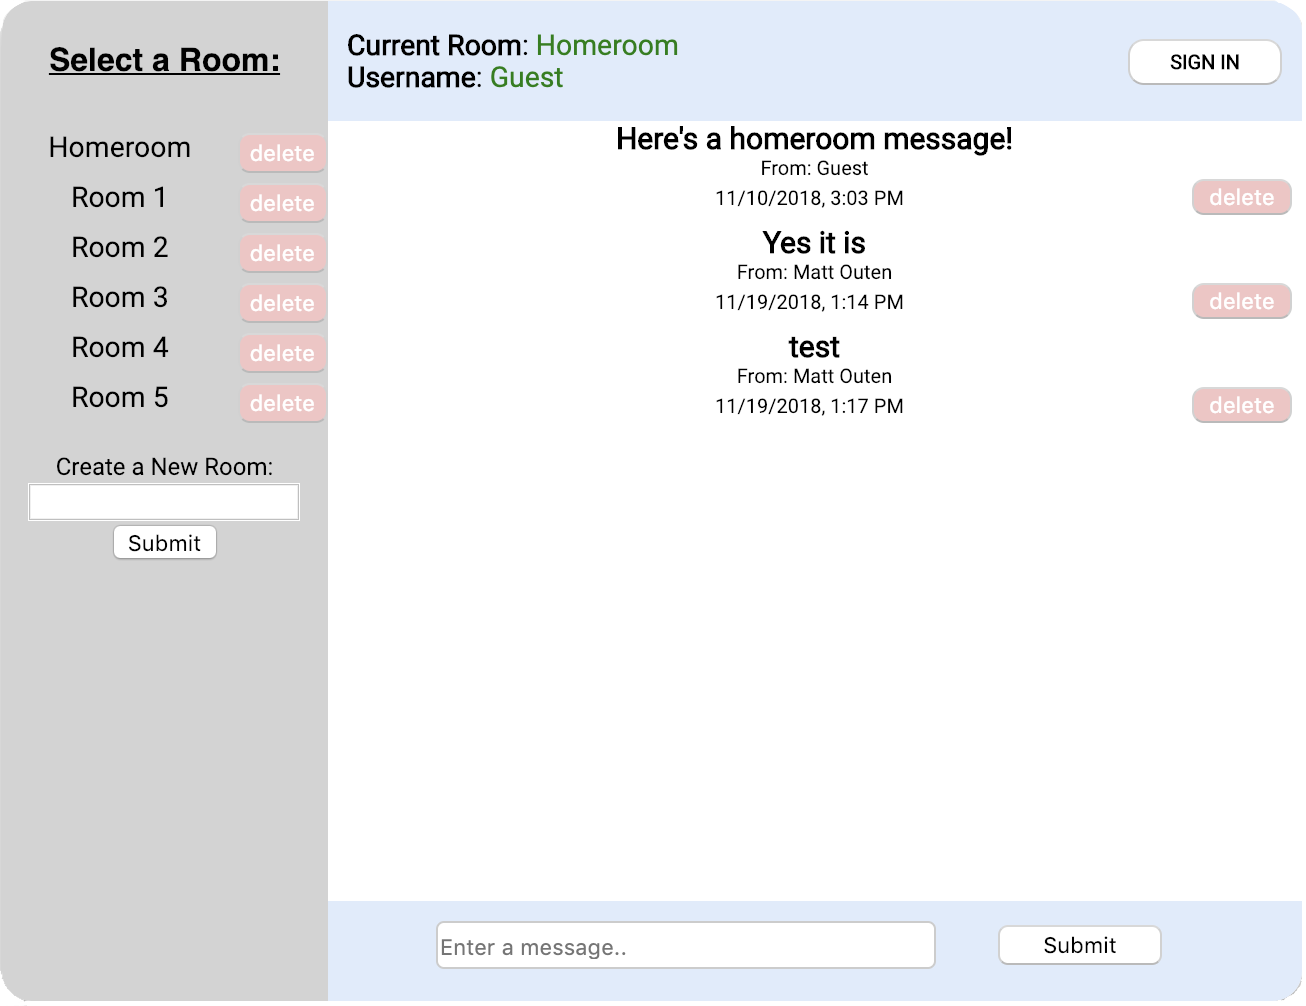 Select a Room:
Homeroom delete
Room 1 delete
Room 2 delete
Room 3 delete
Room 4 delete
Room 5 delete
Create a New Room:
Submit
Current Room: Homeroom
Username: Guest
SIGN IN
Here's a homeroom message!
From: Guest
11/10/2018, 3:03 PM
delete
Yes it is
From: Matt Outen
11/19/2018, 1:14 PM
delete
test
From: Matt Outen
11/19/2018, 1:17 PM
delete
Enter a message..
Submit